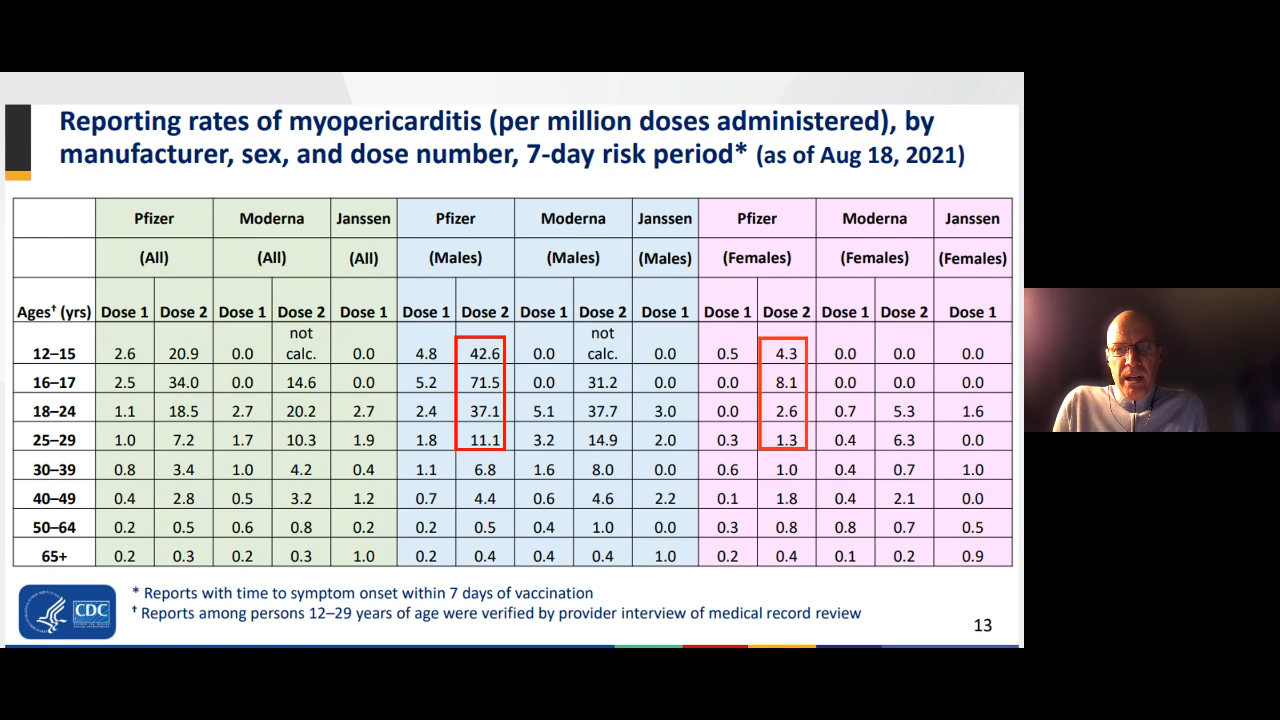 Reporting rates of myopericarditis (per million doses administered), by
manufacturer, sex, and dose number, 7-day risk period* (as of Aug 18, 2021)
Pfizer Moderna Janssen Pfizer Moderna Janssen Pfizer Moderna Janssen
(All) (All) (All) (Males) (Males) (Males) (Females) (Females) (Females)
Ages† (yrs) Dose 1 Dose 2 Dose 1 Dose 2 Dose 1 Dose 1 Dose 2 Dose 1 Dose 2 Dose 1 Dose 1 Dose 2 Dose 1 Dose 2 Dose 1
12–15 2.6 20.9 0.0 not calc. 0.0 4.8 42.6 0.0 not calc. 0.0 0.5 4.3 0.0 0.0 0.0
16–17 2.5 34.0 0.0 14.6 0.0 5.2 71.5 0.0 31.2 0.0 0.0 8.1 0.0 0.0 0.0
18–24 1.1 18.5 2.7 20.2 2.7 2.4 37.1 5.1 37.7 3.0 0.0 2.6 0.7 5.3 1.6
25–29 1.0 7.2 1.7 10.3 1.9 1.8 11.1 3.2 14.9 2.0 0.3 1.3 0.4 6.3 0.0
30–39 0.8 3.4 1.0 4.2 0.4 1.1 6.8 1.6 8.0 0.0 0.6 1.0 0.4 0.7 1.0
40–49 0.4 2.8 0.5 3.2 1.2 0.7 4.4 0.6 4.6 2.2 0.1 1.8 0.4 2.1 0.0
50–64 0.2 0.5 0.6 0.8 0.2 0.2 0.5 0.4 1.0 0.0 0.3 0.8 0.8 0.7 0.5
65+ 0.2 0.3 0.2 0.3 1.0 0.2 0.4 0.4 0.4 1.0 0.2 0.4 0.1 0.2 0.9
* Reports with time to symptom onset within 7 days of vaccination
† Reports among persons 12–29 years of age were verified by provider interview of medical record review
CDC
13